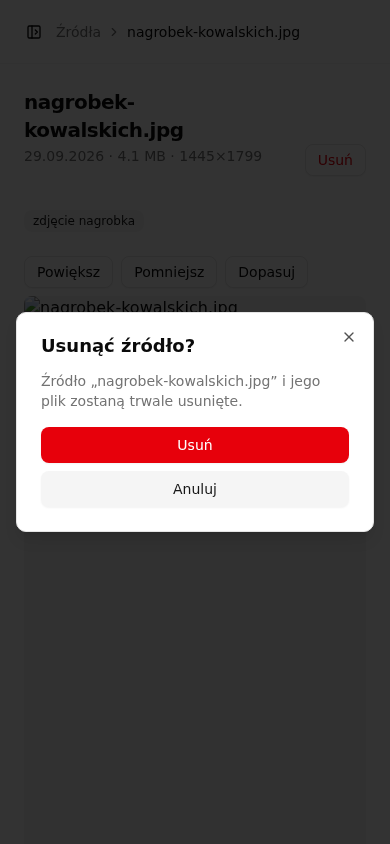 Źródła > nagrobek-kowalskich.jpg
nagrobek-
kowalskich.jpg
29.09.2026 · 4.1 MB · 1445×1799
Usuń
zdjęcie nagrobka
Powiększ Pomniejsz Dopasuj
nagrobek-kowalskich.jpg
Usunąć źródło?
Źródło „nagrobek-kowalskich.jpg” i jego
plik zostaną trwale usunięte.
Usuń
Anuluj